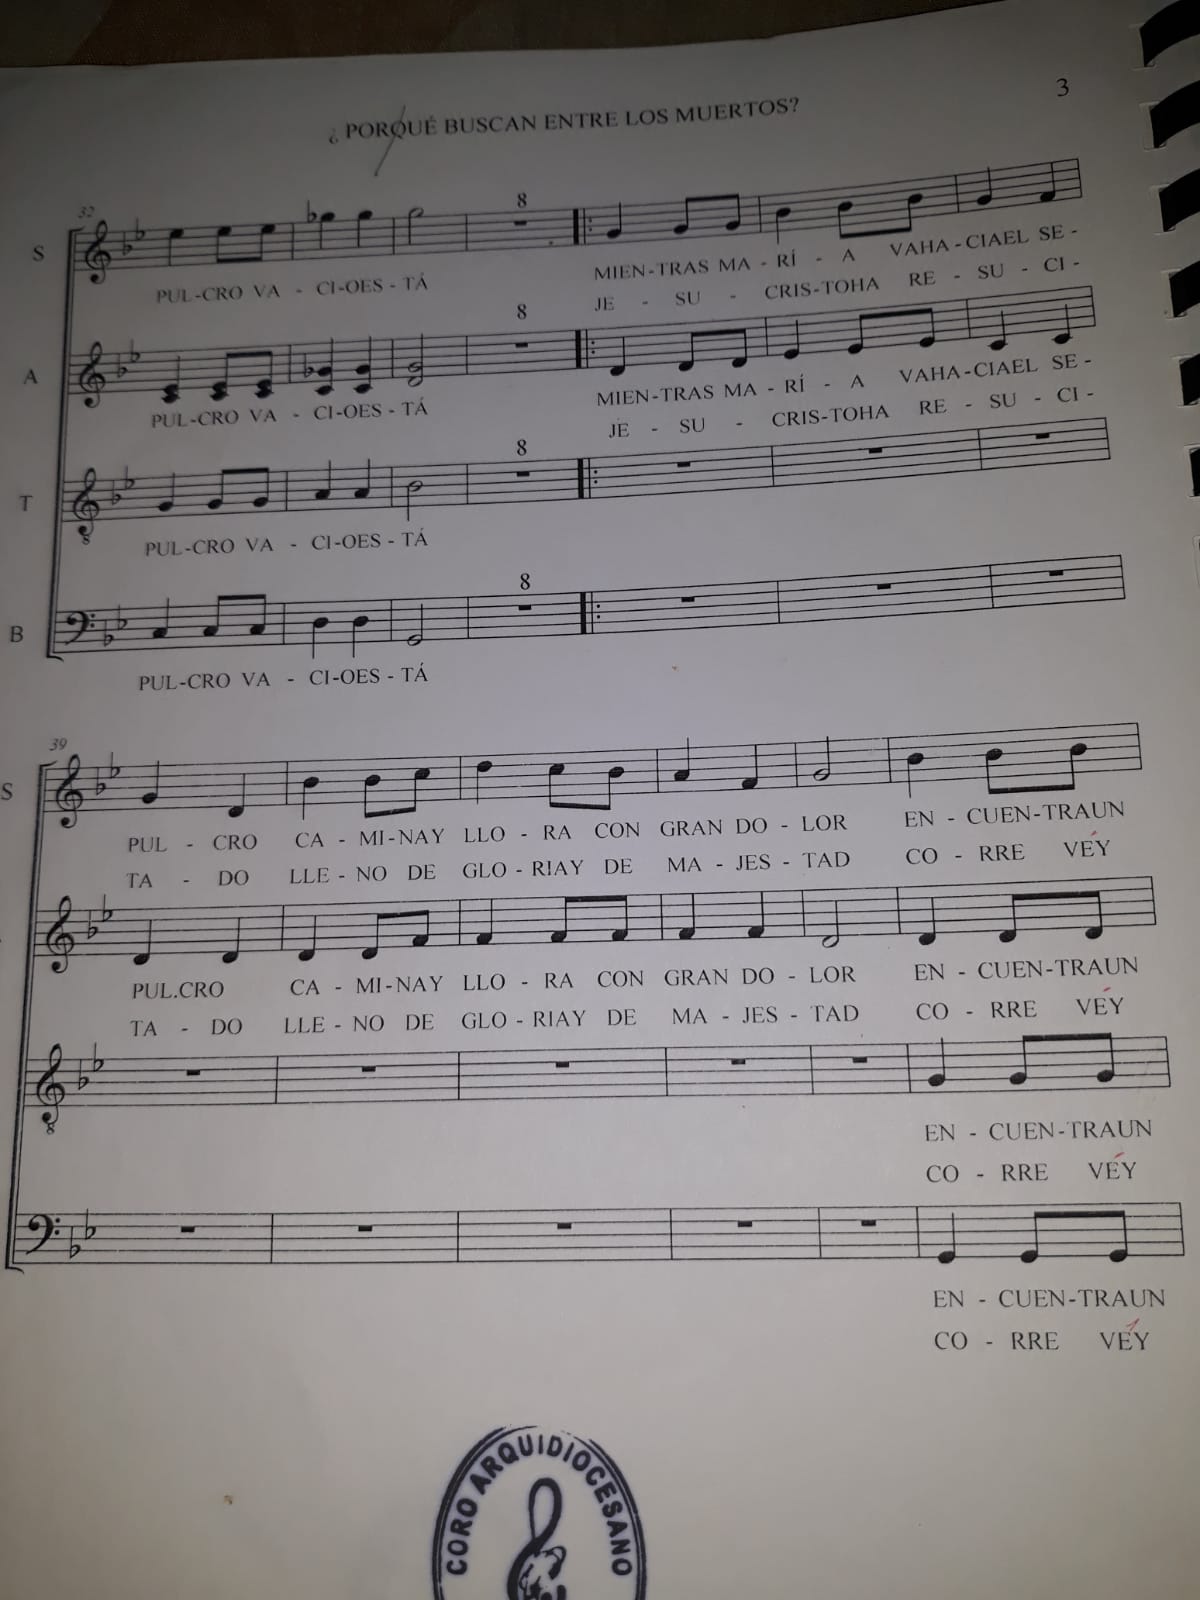 3
¿ PORQUÉ BUSCAN ENTRE LOS MUERTOS?
32
8
S
PUL-CRO VA - CI-OES - TÁ
MIEN-TRAS MA - RÍ - A VAHA-CIAEL SE -
JE - SU - CRIS-TOHA RE - SU - CI -
8
A
PUL-CRO VA - CI-OES - TÁ
MIEN-TRAS MA - RÍ - A VAHA-CIAEL SE -
JE - SU - CRIS-TOHA RE - SU - CI -
8
T
8
PUL-CRO VA - CI-OES - TÁ
8
B
PUL-CRO VA - CI-OES - TÁ
39
S
PUL - CRO CA - MI-NAY LLO - RA CON GRAN DO - LOR EN - CUEN-TRAUN
TA - DO LLE - NO DE GLO - RIAY DE MA - JES - TAD CO - RRE VÉY
PUL.CRO CA - MI-NAY LLO - RA CON GRAN DO - LOR EN - CUEN-TRAUN
TA - DO LLE - NO DE GLO - RIAY DE MA - JES - TAD CO - RRE VÉY
8
EN - CUEN-TRAUN
CO - RRE VÉY
EN - CUEN-TRAUN
CO - RRE VÉY
CORO ARQUIDIOCESANO